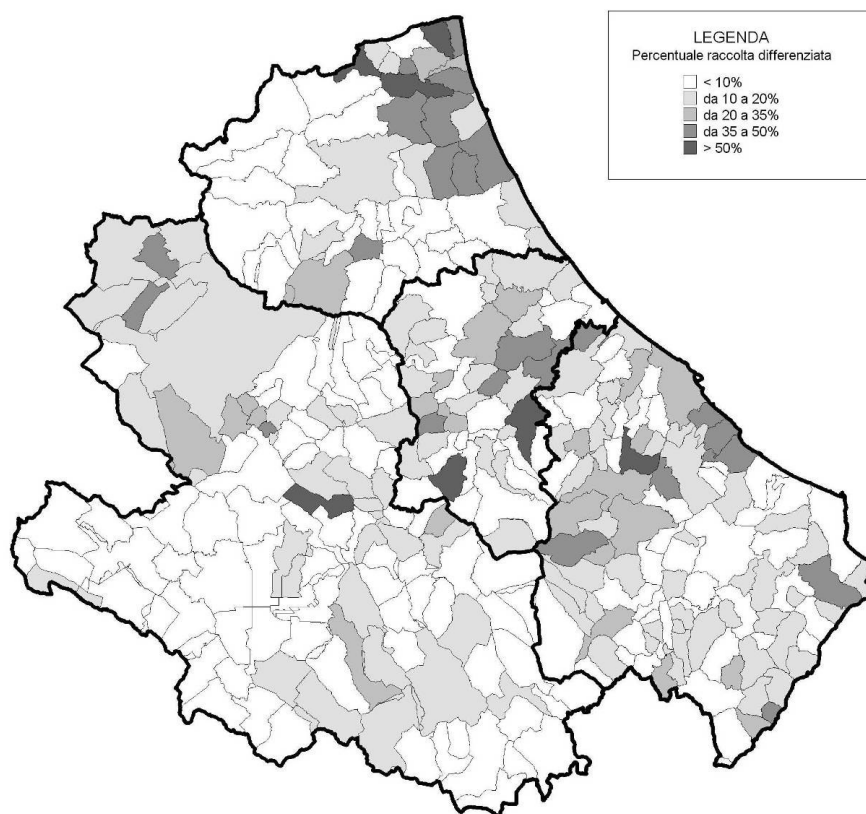 LEGENDA
Percentuale raccolta differenziata
< 10%
da 10 a 20%
da 20 a 35%
da 35 a 50%
> 50%